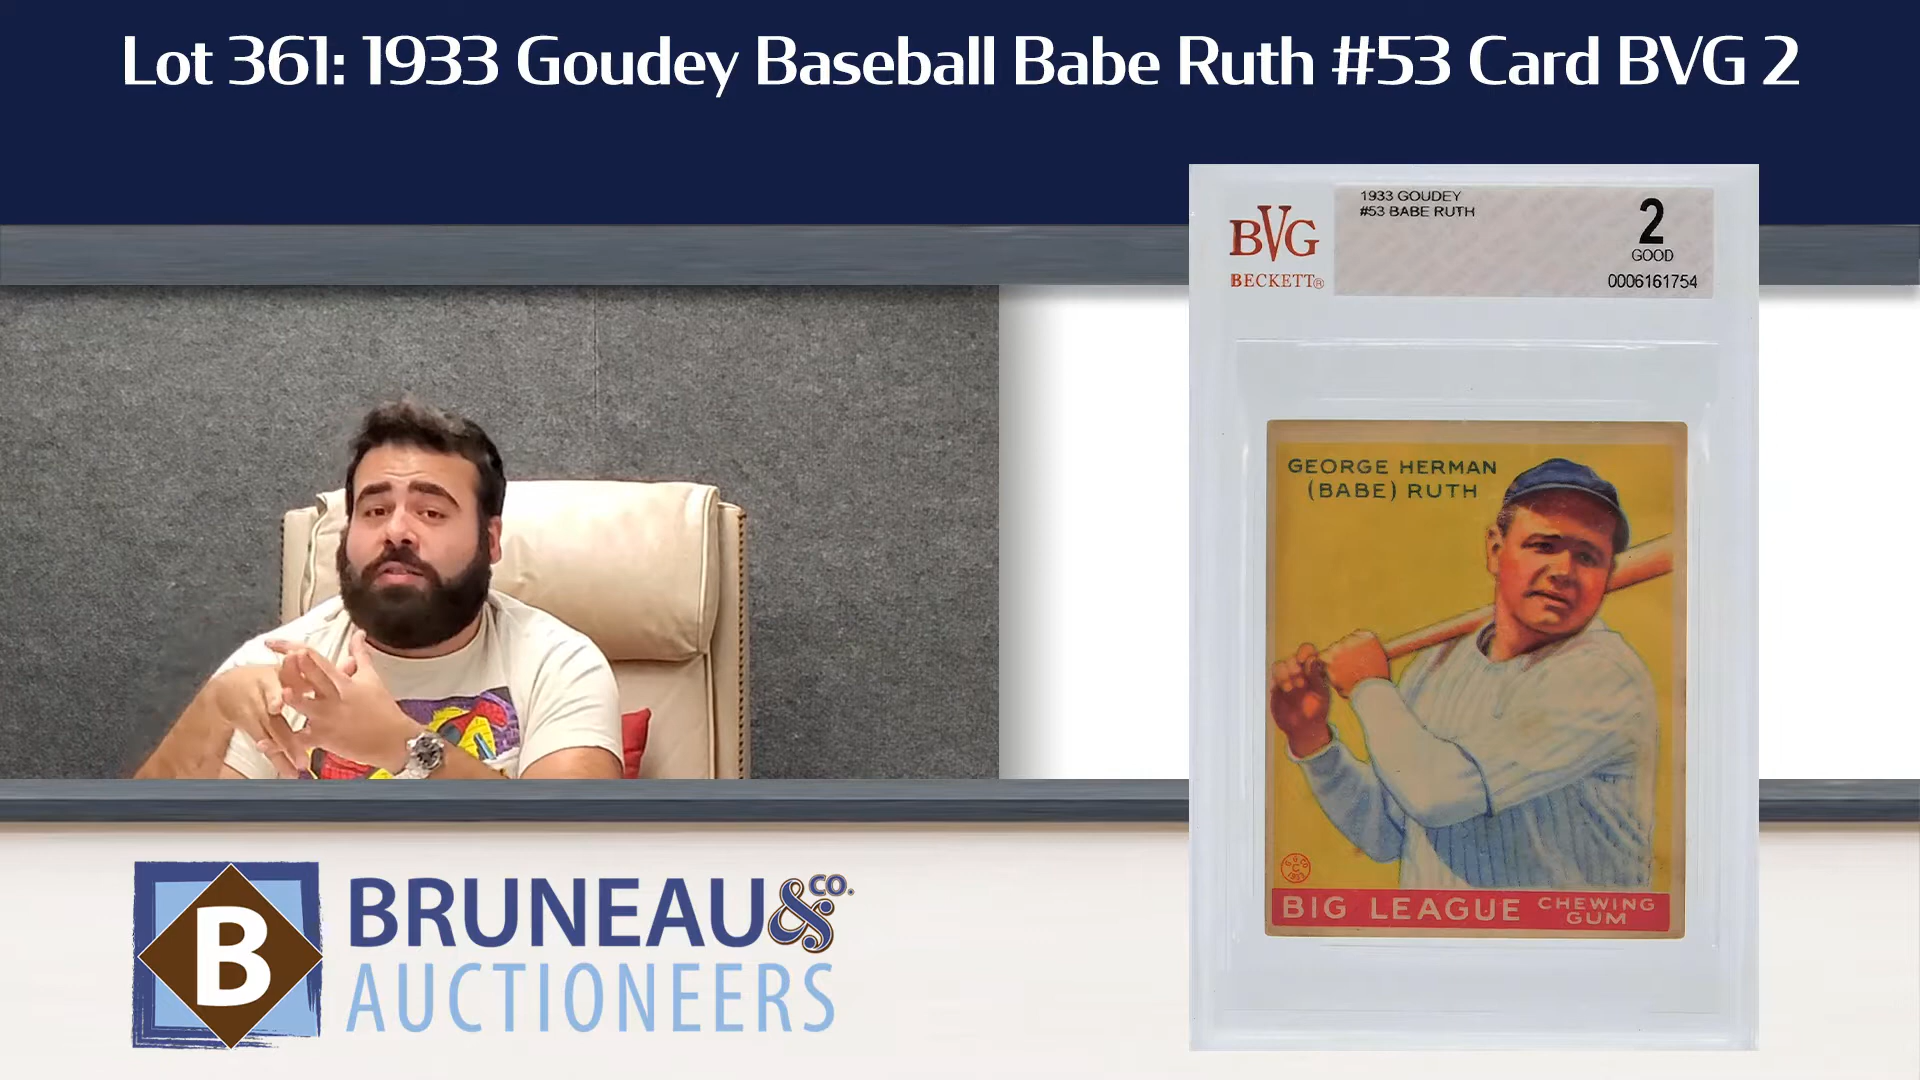 Lot 361: 1933 Goudey Baseball Babe Ruth #53 Card BVG 2
BVG
BECKETT®
1933 GOUDEY
#53 BABE RUTH
2
GOOD
0006161754
GEORGE HERMAN
(BABE) RUTH
BIG LEAGUE CHEWING GUM
B
BRUNEAU & CO.
AUCTIONEERS